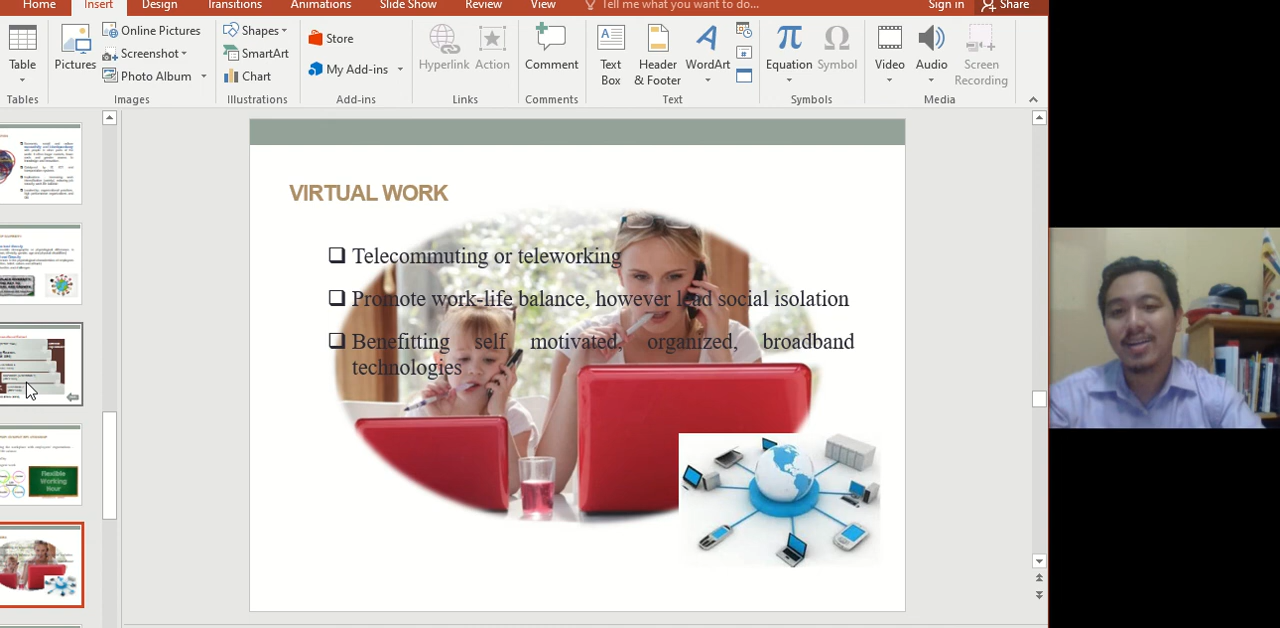 Home Insert Design Transitions Animations Slide Show Review View Tell me what you want to do... Sign in Share
Table
Tables
Pictures
Online Pictures
Screenshot
Photo Album
Images
Shapes
SmartArt
Chart
Illustrations
Store
My Add-ins
Add-ins
Hyperlink
Action
Links
Comment
Comments
Text
Box
Header
& Footer
WordArt
Text
Equation
Symbol
Symbols
Video
Audio
Screen
Recording
Media
Flexible
Working
Hour
VIRTUAL WORK
Telecommuting or teleworking
Promote work-life balance, however lead social isolation
Benefitting self motivated, organized, broadband
technologies